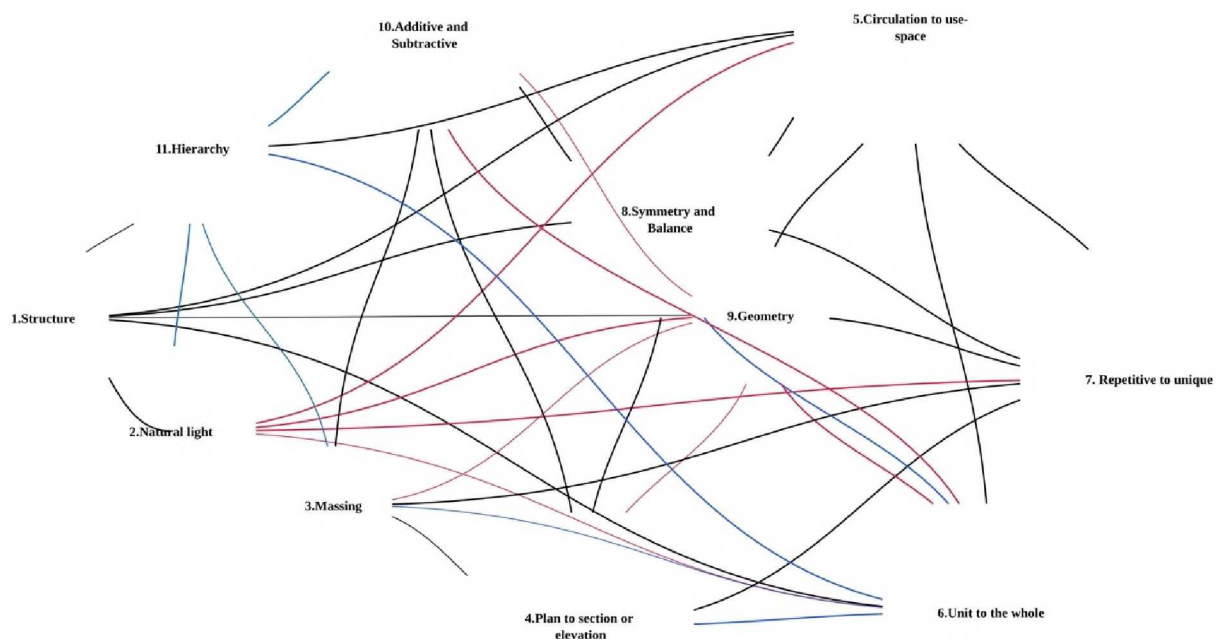 10.Additive and
Subtractive
5.Circulation to use-
space
11.Hierarchy
8.Symmetry and
Balance
1.Structure
9.Geometry
7. Repetitive to unique
2.Natural light
3.Massing
4.Plan to section or
elevation
6.Unit to the whole